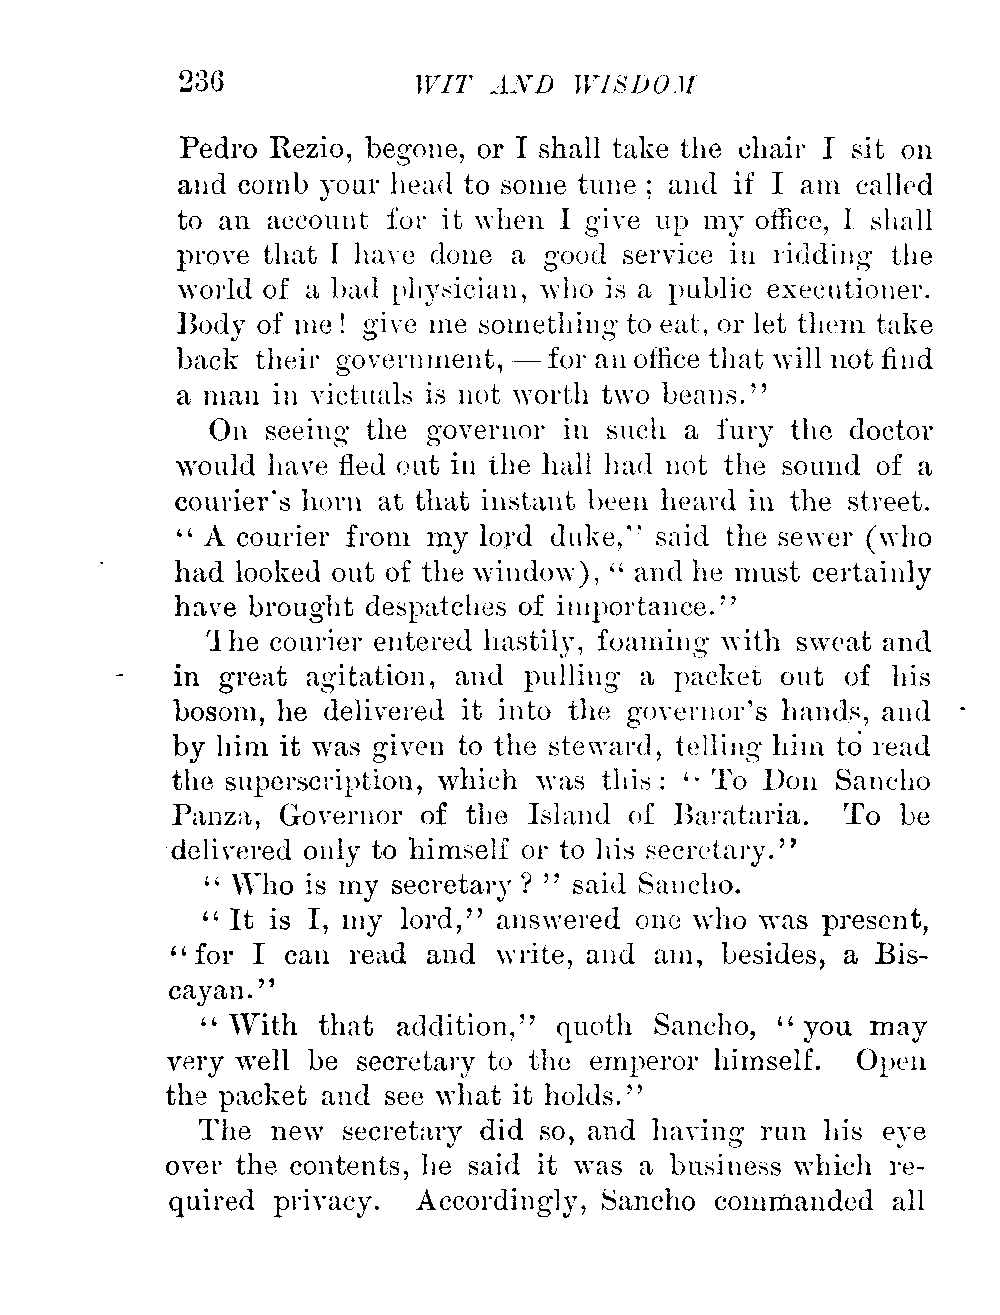 236 WIT AND WISDOM
Pedro Rezio, begone, or I shall take the chair I sit on
and comb your head to some tune; and if I am called
to an account for it when I give up my office, I shall
prove that I have done a good service in ridding the
world of a bad physician, who is a public executioner.
Body of me! give me something to eat, or let them take
back their government, — for an office that will not find
a man in victuals is not worth two beans."
On seeing the governor in such a fury the doctor
would have fled out in the hall had not the sound of a
courier's horn at that instant been heard in the street.
"A courier from my lord duke," said the sewer (who
had looked out of the window), "and he must certainly
have brought despatches of importance."
The courier entered hastily, foaming with sweat and
in great agitation, and pulling a packet out of his
bosom, he delivered it into the governor's hands, and
by him it was given to the steward, telling him to read
the superscription, which was this: "To Don Sancho
Panza, Governor of the Island of Barataria. To be
delivered only to himself or to his secretary."
"Who is my secretary?" said Sancho.
"It is I, my lord," answered one who was present,
"for I can read and write, and am, besides, a Bis-
cayan."
"With that addition," quoth Sancho, "you may
very well be secretary to the emperor himself. Open
the packet and see what it holds."
The new secretary did so, and having run his eye
over the contents, he said it was a business which re-
quired privacy. Accordingly, Sancho commanded all